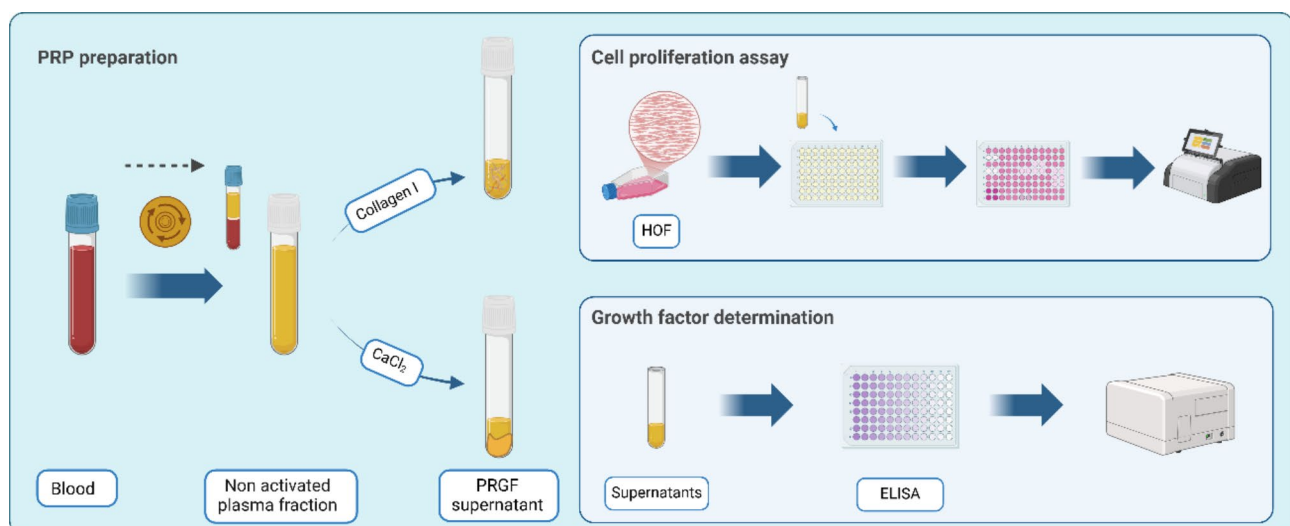 PRP preparation
Collagen I
CaCl₂
Blood
Non activated
plasma fraction
PRGF
supernatant
Cell proliferation assay
HOF
Growth factor determination
Supernatants
ELISA